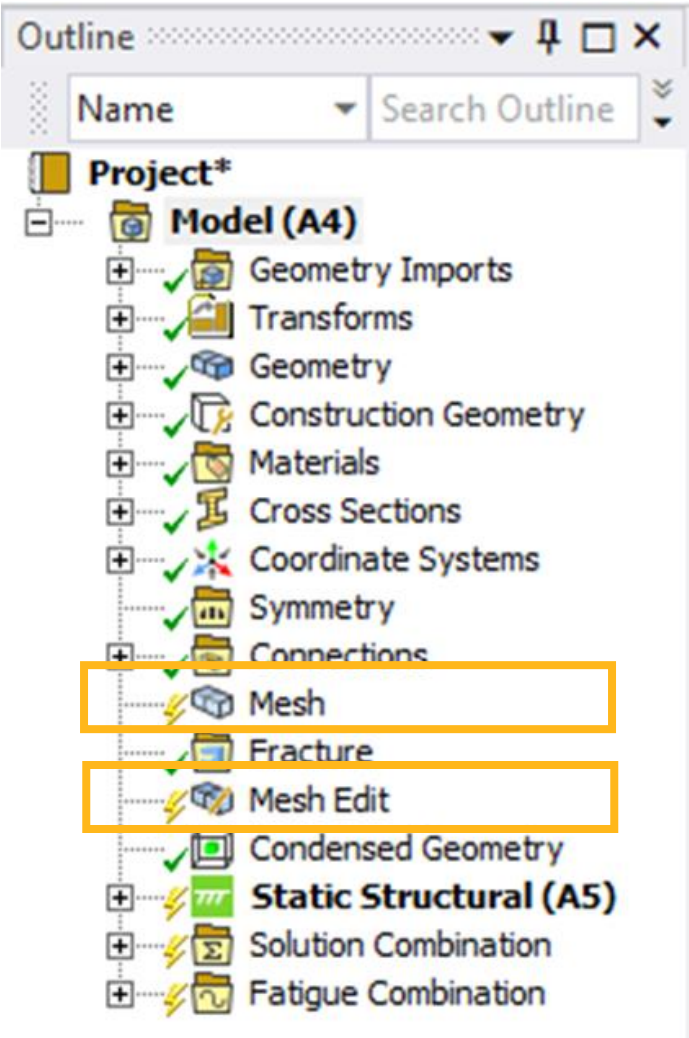 Outline
Name Search Outline
Project*
Model (A4)
Geometry Imports
Transforms
Geometry
Construction Geometry
Materials
Cross Sections
Coordinate Systems
Symmetry
Connections
Mesh
Fracture
Mesh Edit
Condensed Geometry
Static Structural (A5)
Solution Combination
Fatigue Combination